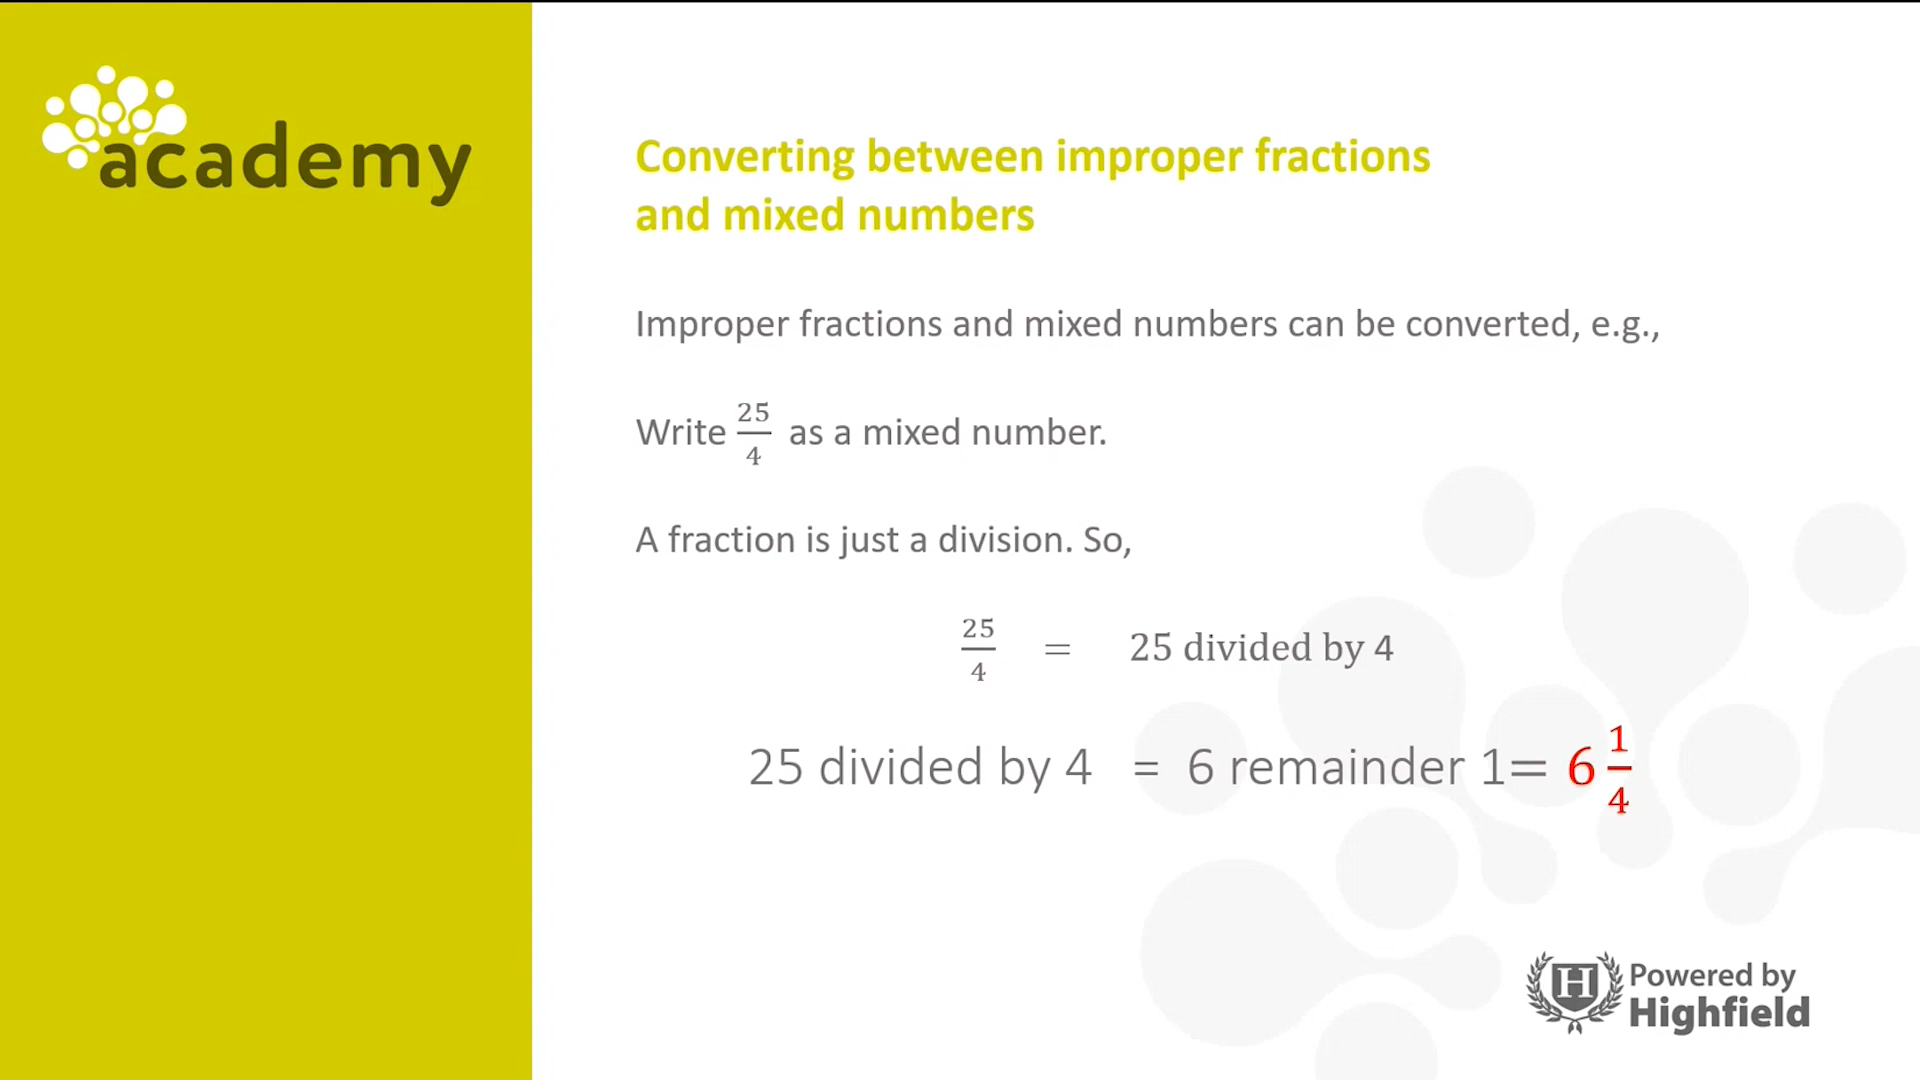 academy
Converting between improper fractions
and mixed numbers
Improper fractions and mixed numbers can be converted, e.g.,
Write 25/4 as a mixed number.
A fraction is just a division. So,
25/4 = 25 divided by 4
25 divided by 4 = 6 remainder 1= 6 1/4
H
Powered by
Highfield